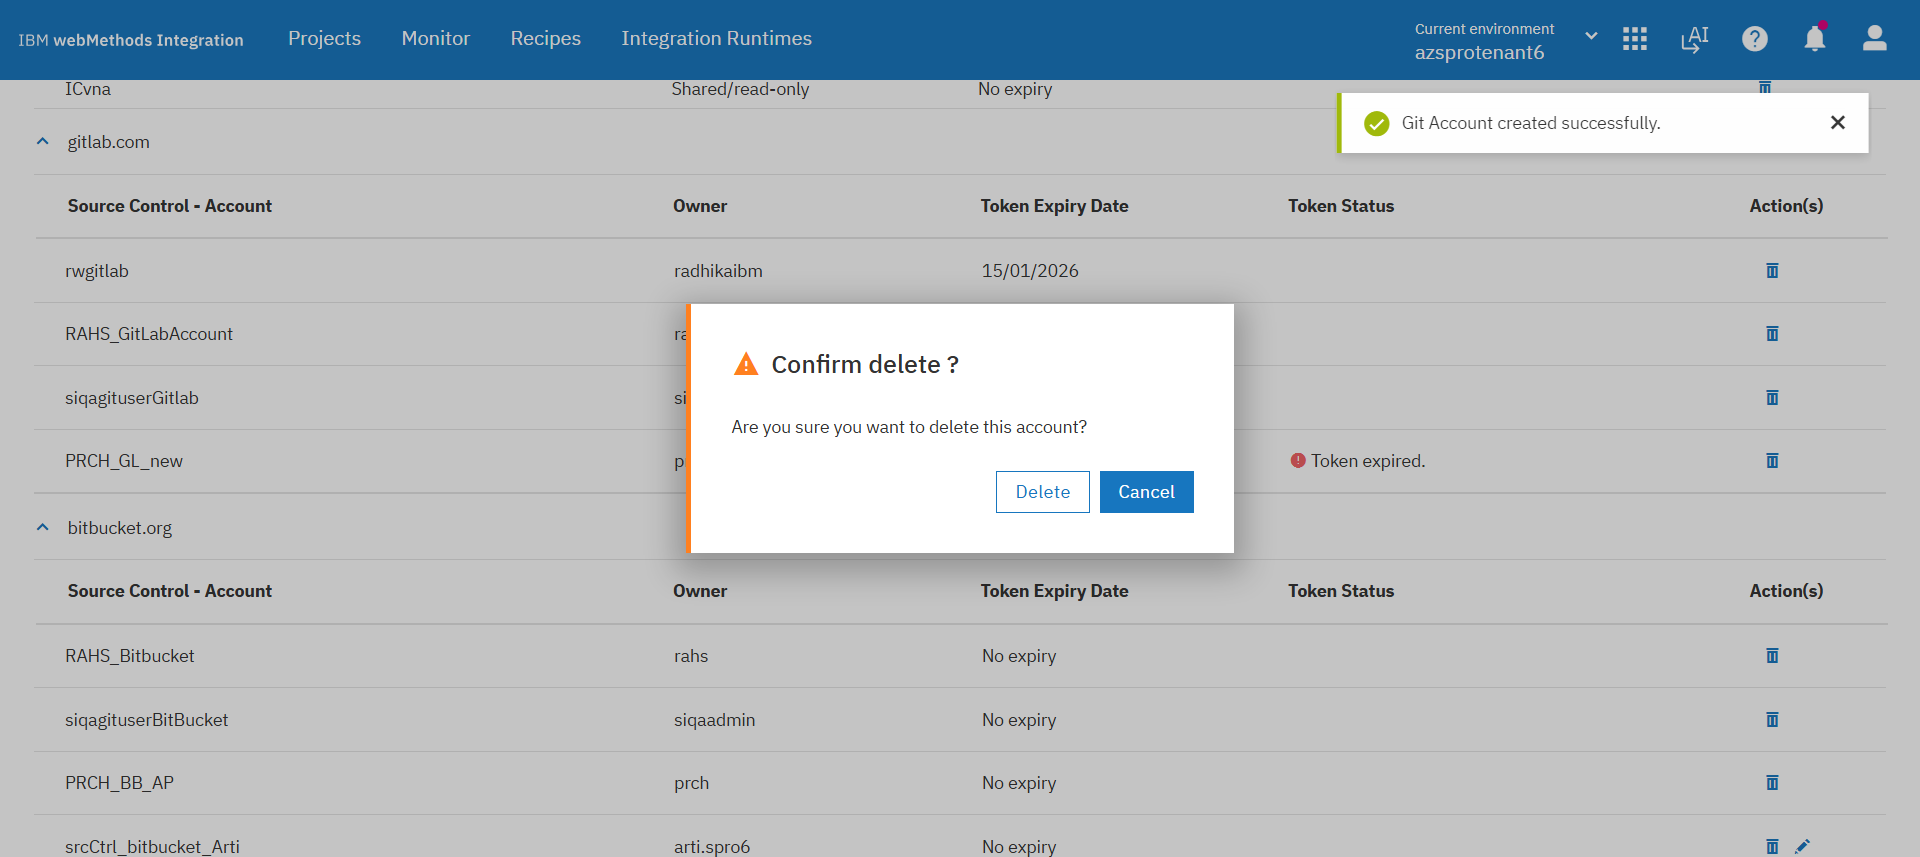 IBM webMethods Integration
Projects
Monitor
Recipes
Integration Runtimes
Current environment
azsprotenant6
AI
ICvna Shared/read-only No expiry
Git Account created successfully.
gitlab.com
Source Control - Account Owner Token Expiry Date Token Status Action(s)
rwgitlab radhikaibm 15/01/2026
RAHS_GitLabAccount
siqagituserGitlab
PRCH_GL_new Token expired.
Confirm delete ?
Are you sure you want to delete this account?
Delete Cancel
bitbucket.org
Source Control - Account Owner Token Expiry Date Token Status Action(s)
RAHS_Bitbucket rahs No expiry
siqagituserBitBucket siqaadmin No expiry
PRCH_BB_AP prch No expiry
srcCtrl_bitbucket_Arti arti.spro6 No expiry